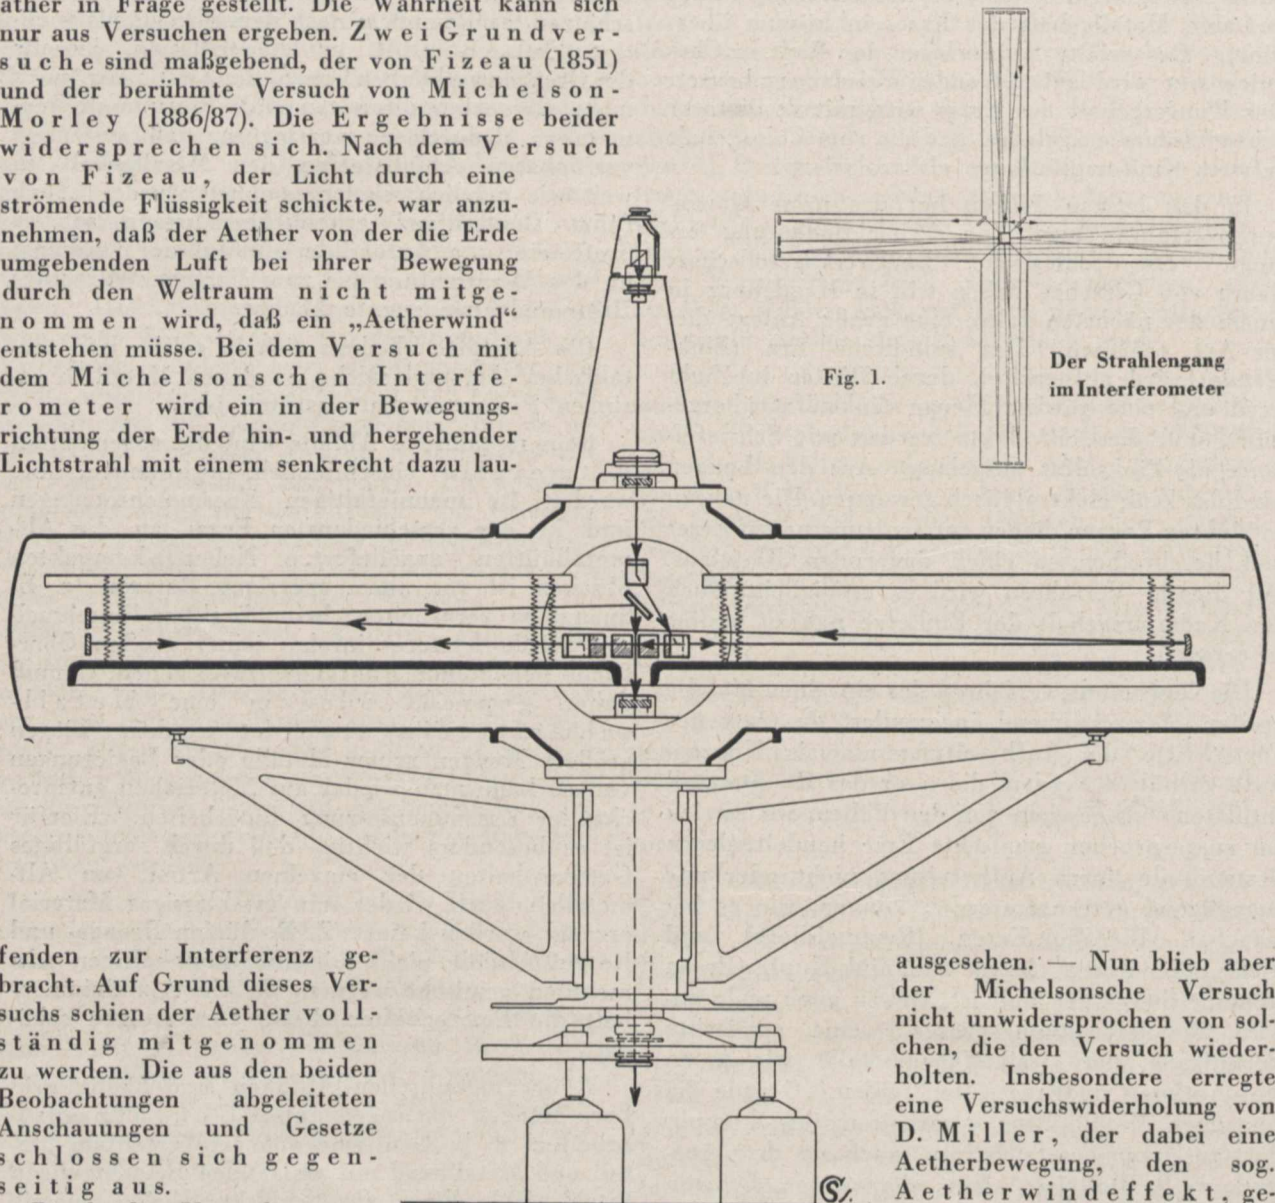 äther in Frage gestellt. Die Wahrheit kann sich
nur aus Versuchen ergeben. Zwei Grundver-
suche sind maßgebend, der von Fizeau (1851)
und der berühmte Versuch von Michelson-
Morley (1886/87). Die Ergebnisse beider
widersprechen sich. Nach dem Versuch
von Fizeau, der Licht durch eine
strömende Flüssigkeit schickte, war anzu-
nehmen, daß der Aether von der die Erde
umgebenden Luft bei ihrer Bewegung
durch den Weltraum nicht mitge-
nommen wird, daß ein „Aetherwind“
entstehen müsse. Bei dem Versuch mit
dem Michelsonschen Interfe-
rometer wird ein in der Bewegungs-
richtung der Erde hin- und hergehender
Lichtstrahl mit einem senkrecht dazu lau-
Fig. 1.
Der Strahlengang
im Interferometer
fenden zur Interferenz ge-
bracht. Auf Grund dieses Ver-
suchs schien der Aether voll-
ständig mitgenommen
zu werden. Die aus den beiden
Beobachtungen abgeleiteten
Anschauungen und Gesetze
schlossen sich gegen-
seitig aus.
ausgesehen. — Nun blieb aber
der Michelsonsche Versuch
nicht unwidersprochen von sol-
chen, die den Versuch wieder-
holten. Insbesondere erregte
eine Versuchswiderholung von
D. Miller, der dabei eine
Aetherbewegung, den sog.
Aetherwindeffekt, ge-